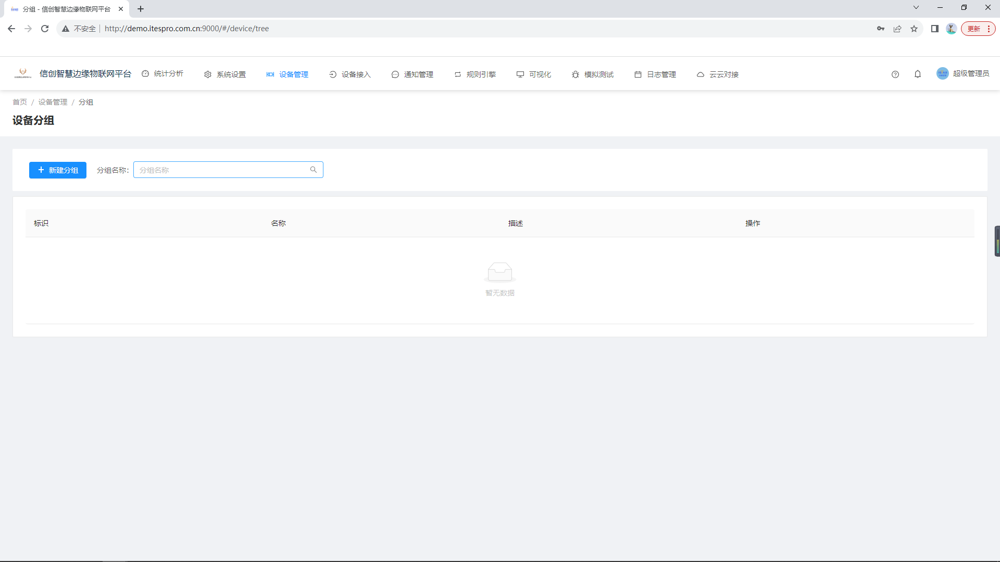 分组 - 信创智慧边缘物联网平台
不安全 http://demo.itespro.com.cn:9000/#/device/tree
更新
信创智慧边缘物联网平台 统计分析 系统设置 设备管理 设备接入 通知管理 规则引擎 可视化 模拟测试 日志管理 云云对接 超级管理员
首页 / 设备管理 / 分组
设备分组
新建分组 分组名称: 分组名称
标识 名称 描述 操作
暂无数据